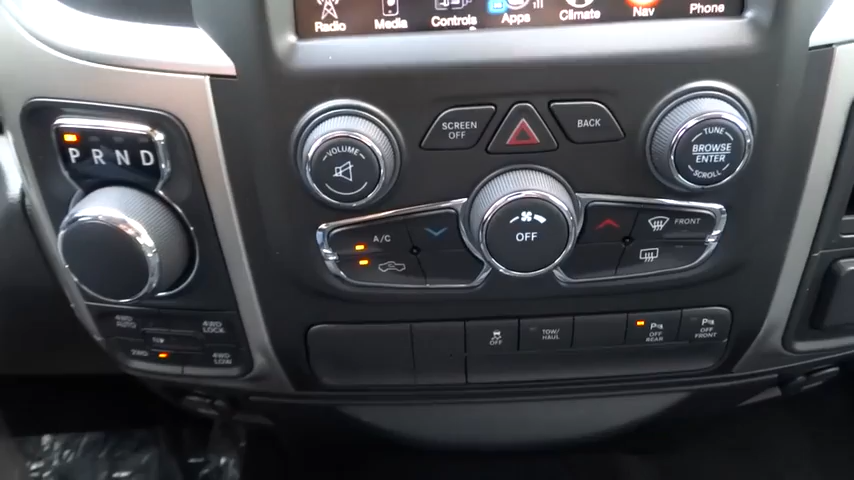 Radio Media Controls Apps Climate Nav Phone
P R N D
VOLUME
SCREEN
OFF
BACK
TUNE
BROWSE
ENTER
SCROLL
A/C
OFF
FRONT
4WD
AUTO
4WD
LOCK
2WD
4WD
LOW
OFF
TOW/
HAUL
P
OFF
REAR
P
OFF
FRONT